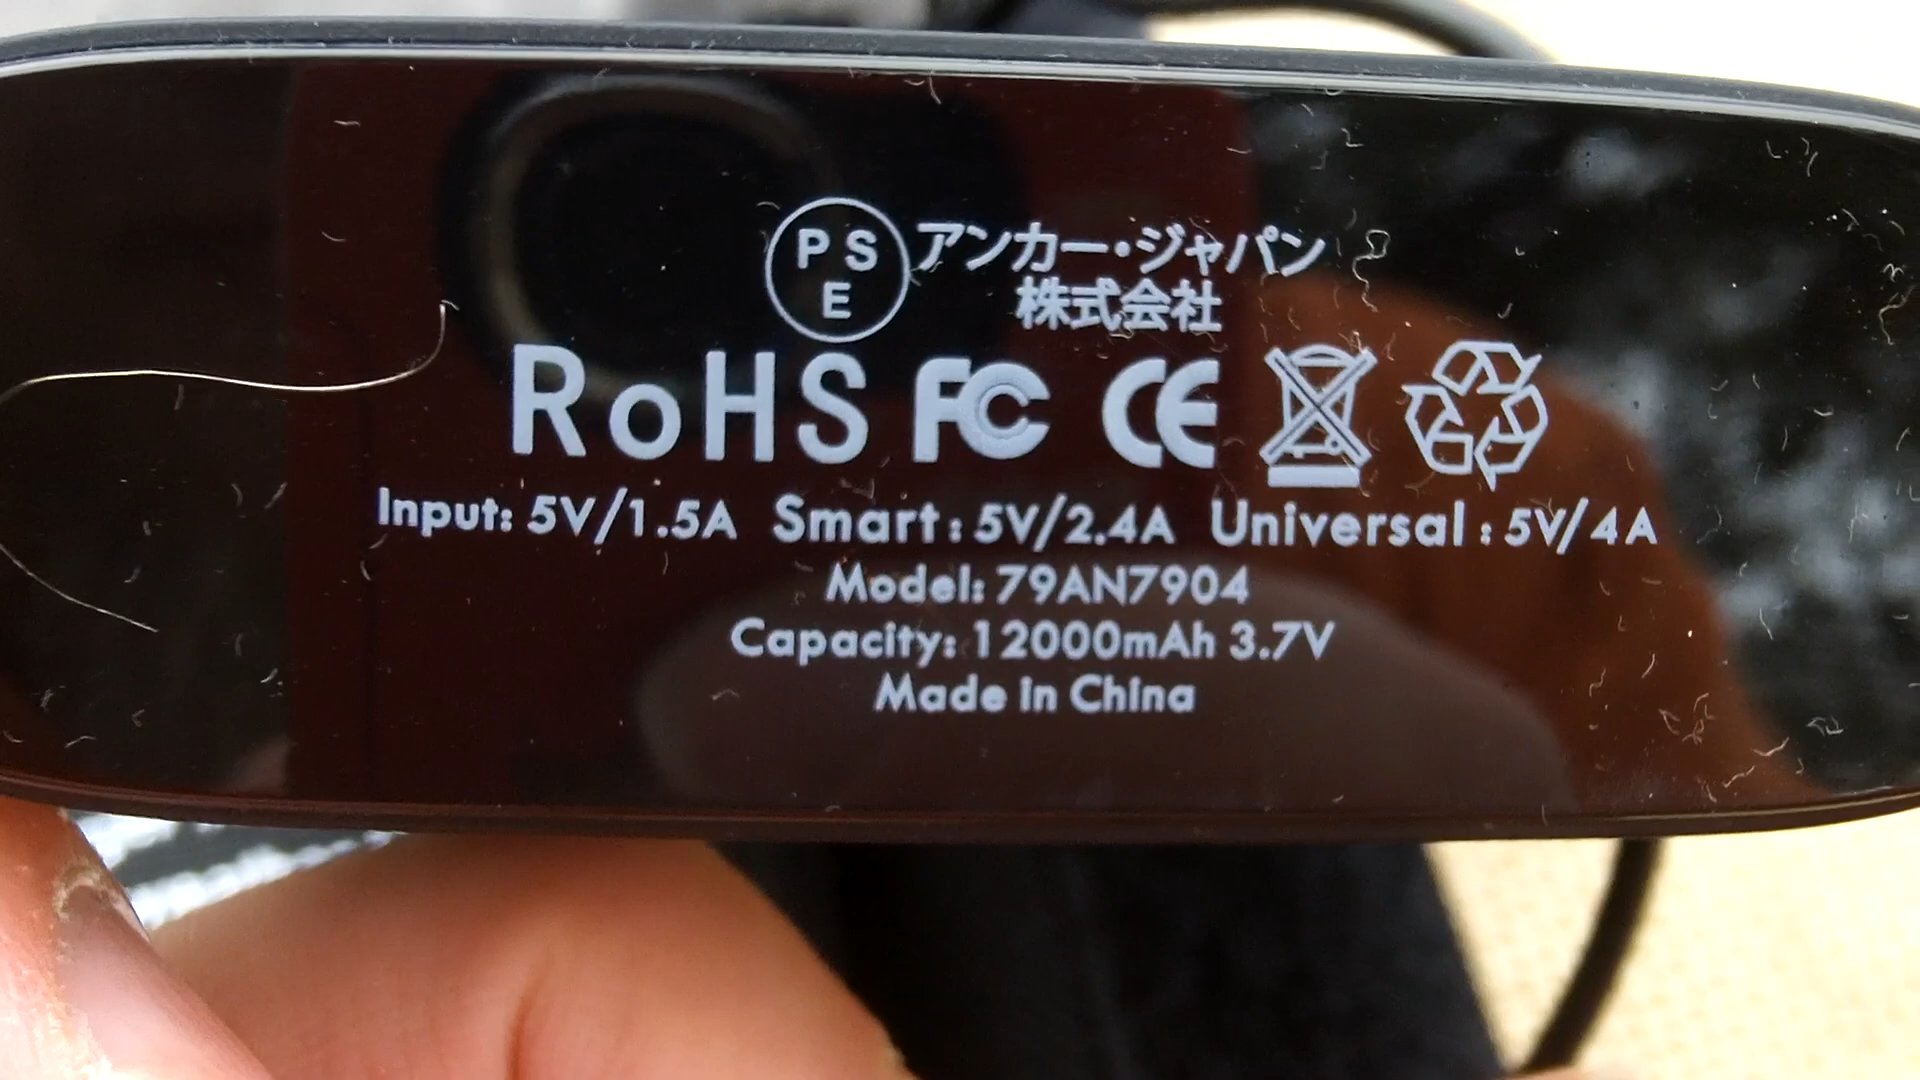 PS
E
アンカー・ジャパン
株式会社
RoHS FC CE
Input: 5V/1.5A Smart: 5V/2.4A Universal: 5V/4A
Model: 79AN7904
Capacity: 12000mAh 3.7V
Made in China